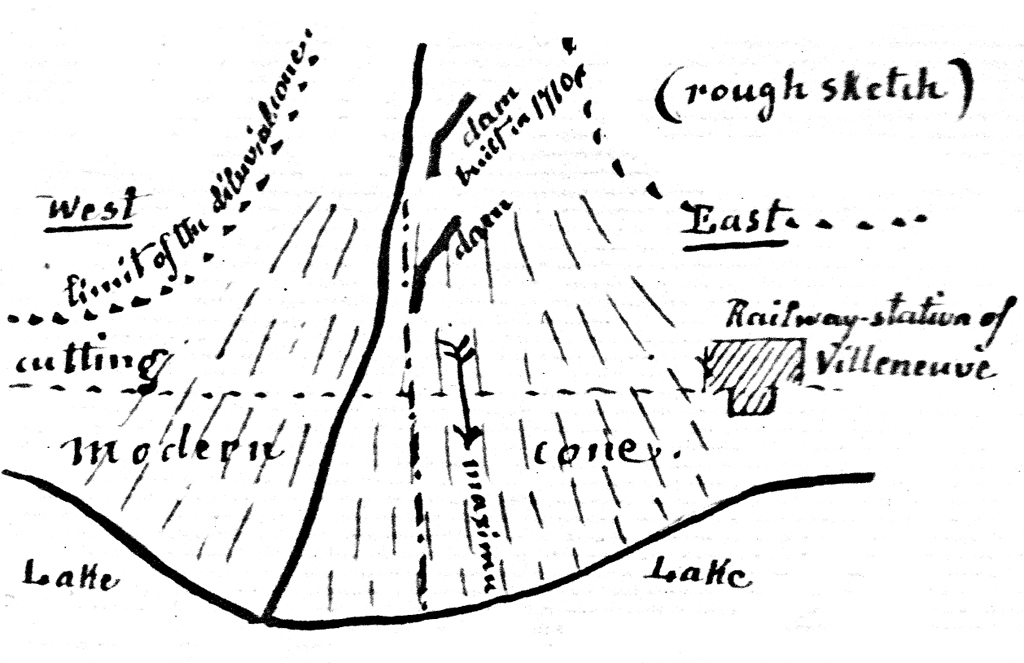 (rough sketch)
dam
built in 1710
West
limit of the diluvial cone
East
dam
Railway-station of
Villeneuve
cutting
Modern cone.
maximu
Lake
Lake